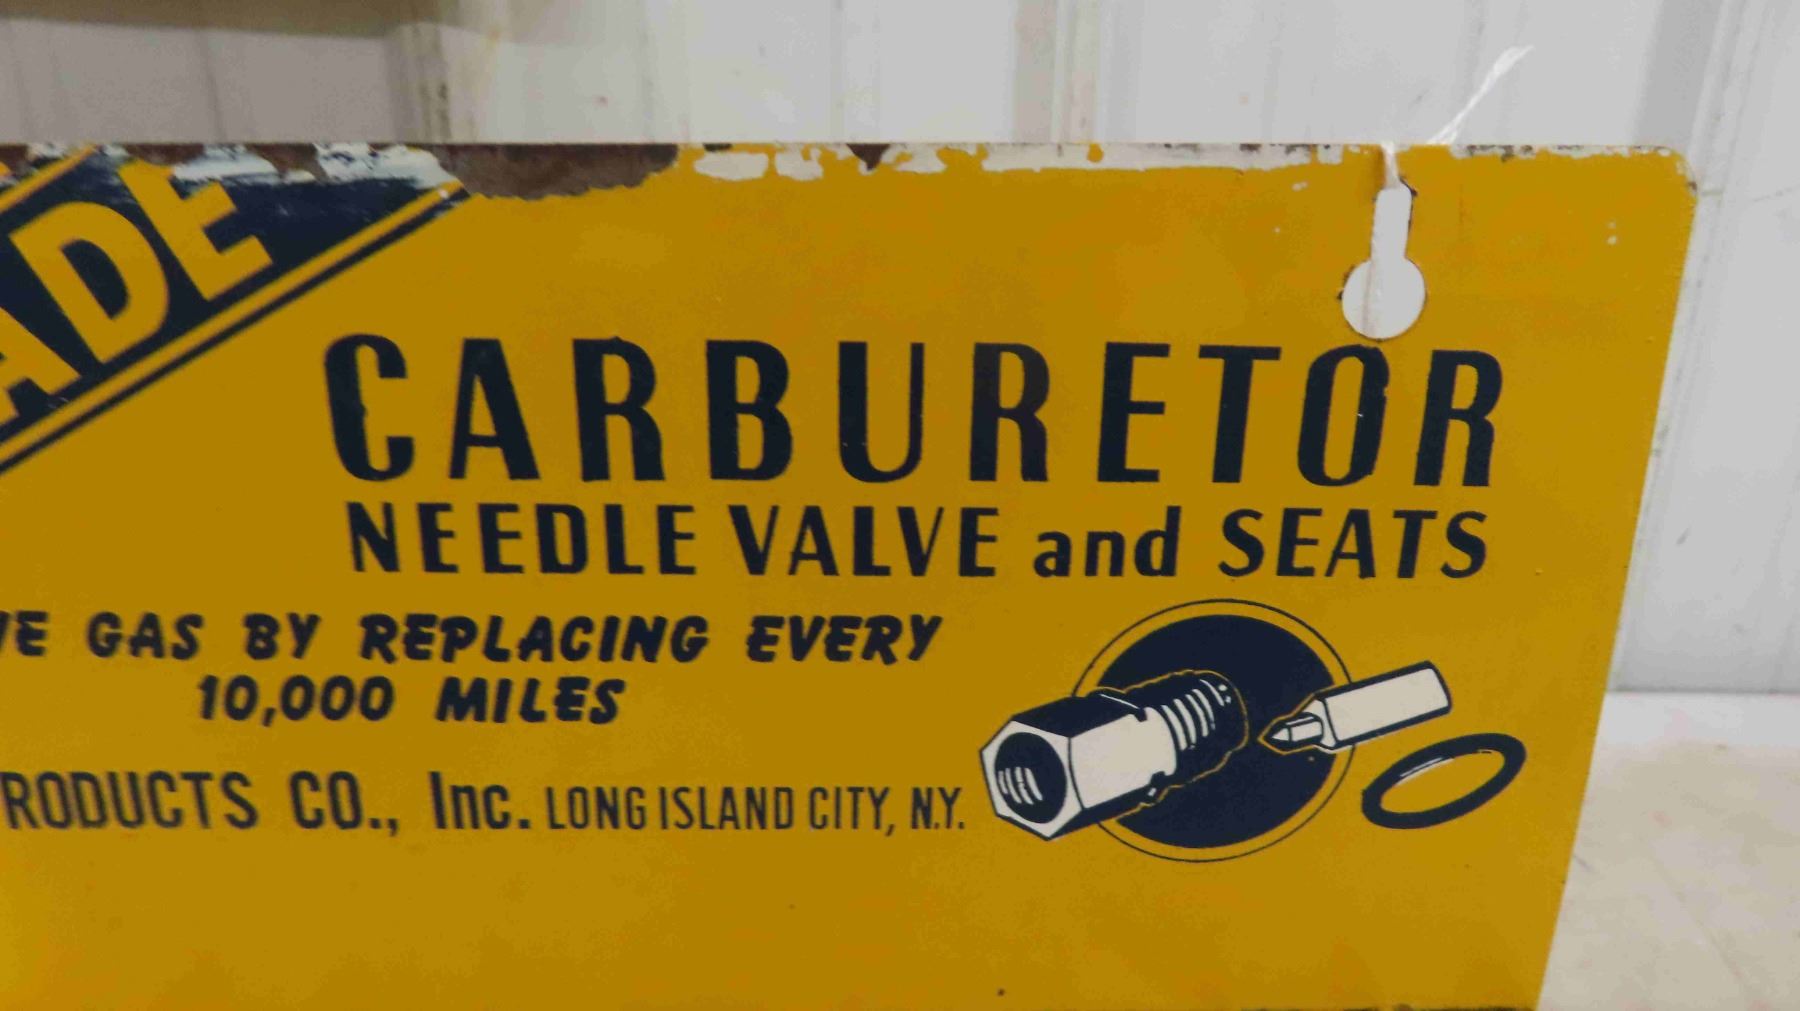 ADE
CARBURETOR
NEEDLE VALVE and SEATS
VE GAS BY REPLACING EVERY
10,000 MILES
RODUCTS CO., Inc. LONG ISLAND CITY, N.Y.